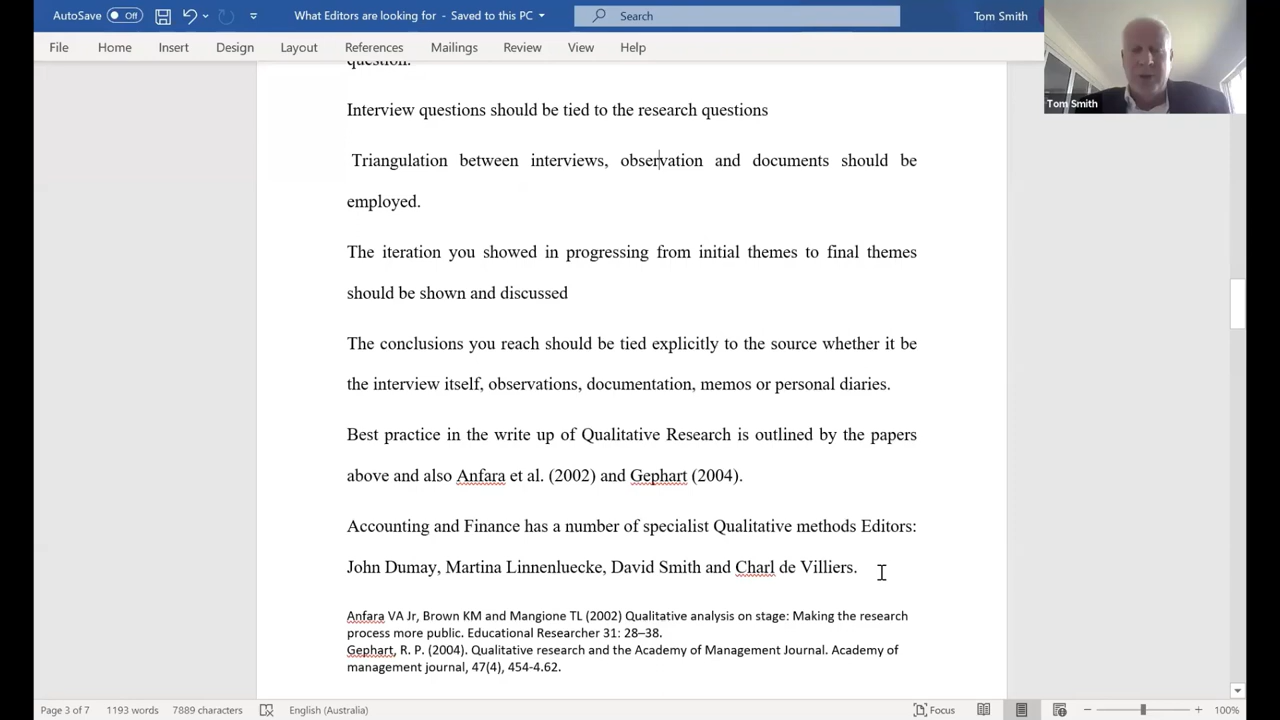 AutoSave Off What Editors are looking for - Saved to this PC Search Tom Smith
File Home Insert Design Layout References Mailings Review View Help
Tom Smith
question.
Interview questions should be tied to the research questions
Triangulation between interviews, observation and documents should be
employed.
The iteration you showed in progressing from initial themes to final themes
should be shown and discussed
The conclusions you reach should be tied explicitly to the source whether it be
the interview itself, observations, documentation, memos or personal diaries.
Best practice in the write up of Qualitative Research is outlined by the papers
above and also Anfara et al. (2002) and Gephart (2004).
Accounting and Finance has a number of specialist Qualitative methods Editors:
John Dumay, Martina Linnenluecke, David Smith and Charl de Villiers.
Anfara VA Jr, Brown KM and Mangione TL (2002) Qualitative analysis on stage: Making the research
process more public. Educational Researcher 31: 28–38.
Gephart, R. P. (2004). Qualitative research and the Academy of Management Journal. Academy of
management journal, 47(4), 454-4.62.
Page 3 of 7 1193 words 7889 characters English (Australia) Focus 100%